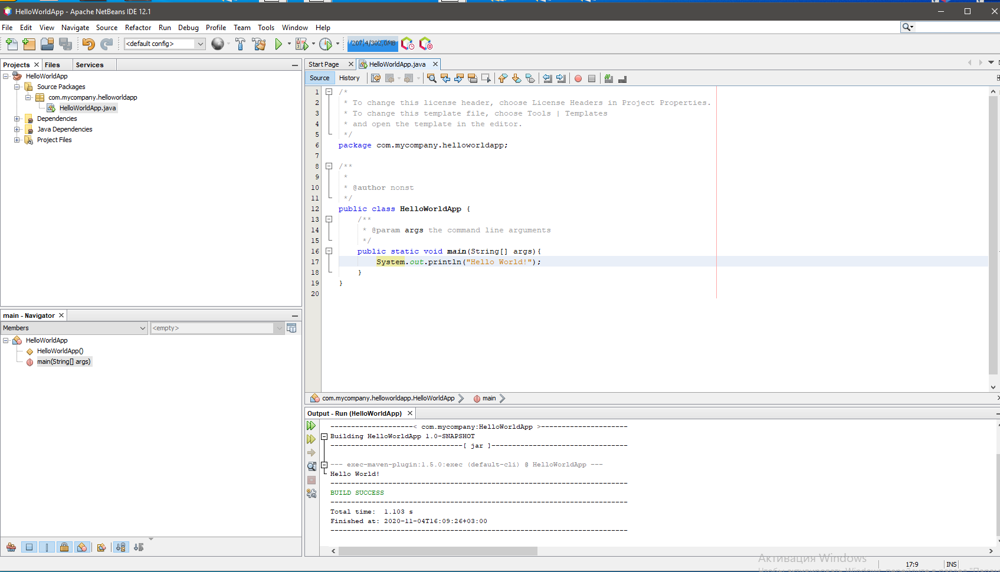 HelloWorldApp - Apache NetBeans IDE 12.1
File Edit View Navigate Source Refactor Run Debug Profile Team Tools Window Help
<default config>
207,4/302,0MB
Projects Files Services
HelloWorldApp
Source Packages
com.mycompany.helloworldapp
HelloWorldApp.java
Dependencies
Java Dependencies
Project Files
main - Navigator
Members
<empty>
HelloWorldApp
HelloWorldApp()
main(String[] args)
Start Page HelloWorldApp.java
Source History
1 /*
2 * To change this license header, choose License Headers in Project Properties.
3 * To change this template file, choose Tools | Templates
4 * and open the template in the editor.
5 */
6 package com.mycompany.helloworldapp;
7
8 /**
9 *
10 * @author nonst
11 */
12 public class HelloWorldApp {
13 /**
14 * @param args the command line arguments
15 */
16 public static void main(String[] args){
17 System.out.println("Hello World!");
18 }
19 }
20
com.mycompany.helloworldapp.HelloWorldApp main
Output - Run (HelloWorldApp)
--------------------< com.mycompany:HelloWorldApp >---------------------
Building HelloWorldApp 1.0-SNAPSHOT
--------------------------------[ jar ]---------------------------------
--- exec-maven-plugin:1.5.0:exec (default-cli) @ HelloWorldApp ---
Hello World!
------------------------------------------------------------------------
BUILD SUCCESS
------------------------------------------------------------------------
Total time: 1.103 s
Finished at: 2020-11-04T16:09:26+03:00
------------------------------------------------------------------------
Активация Windows
17:9 INS